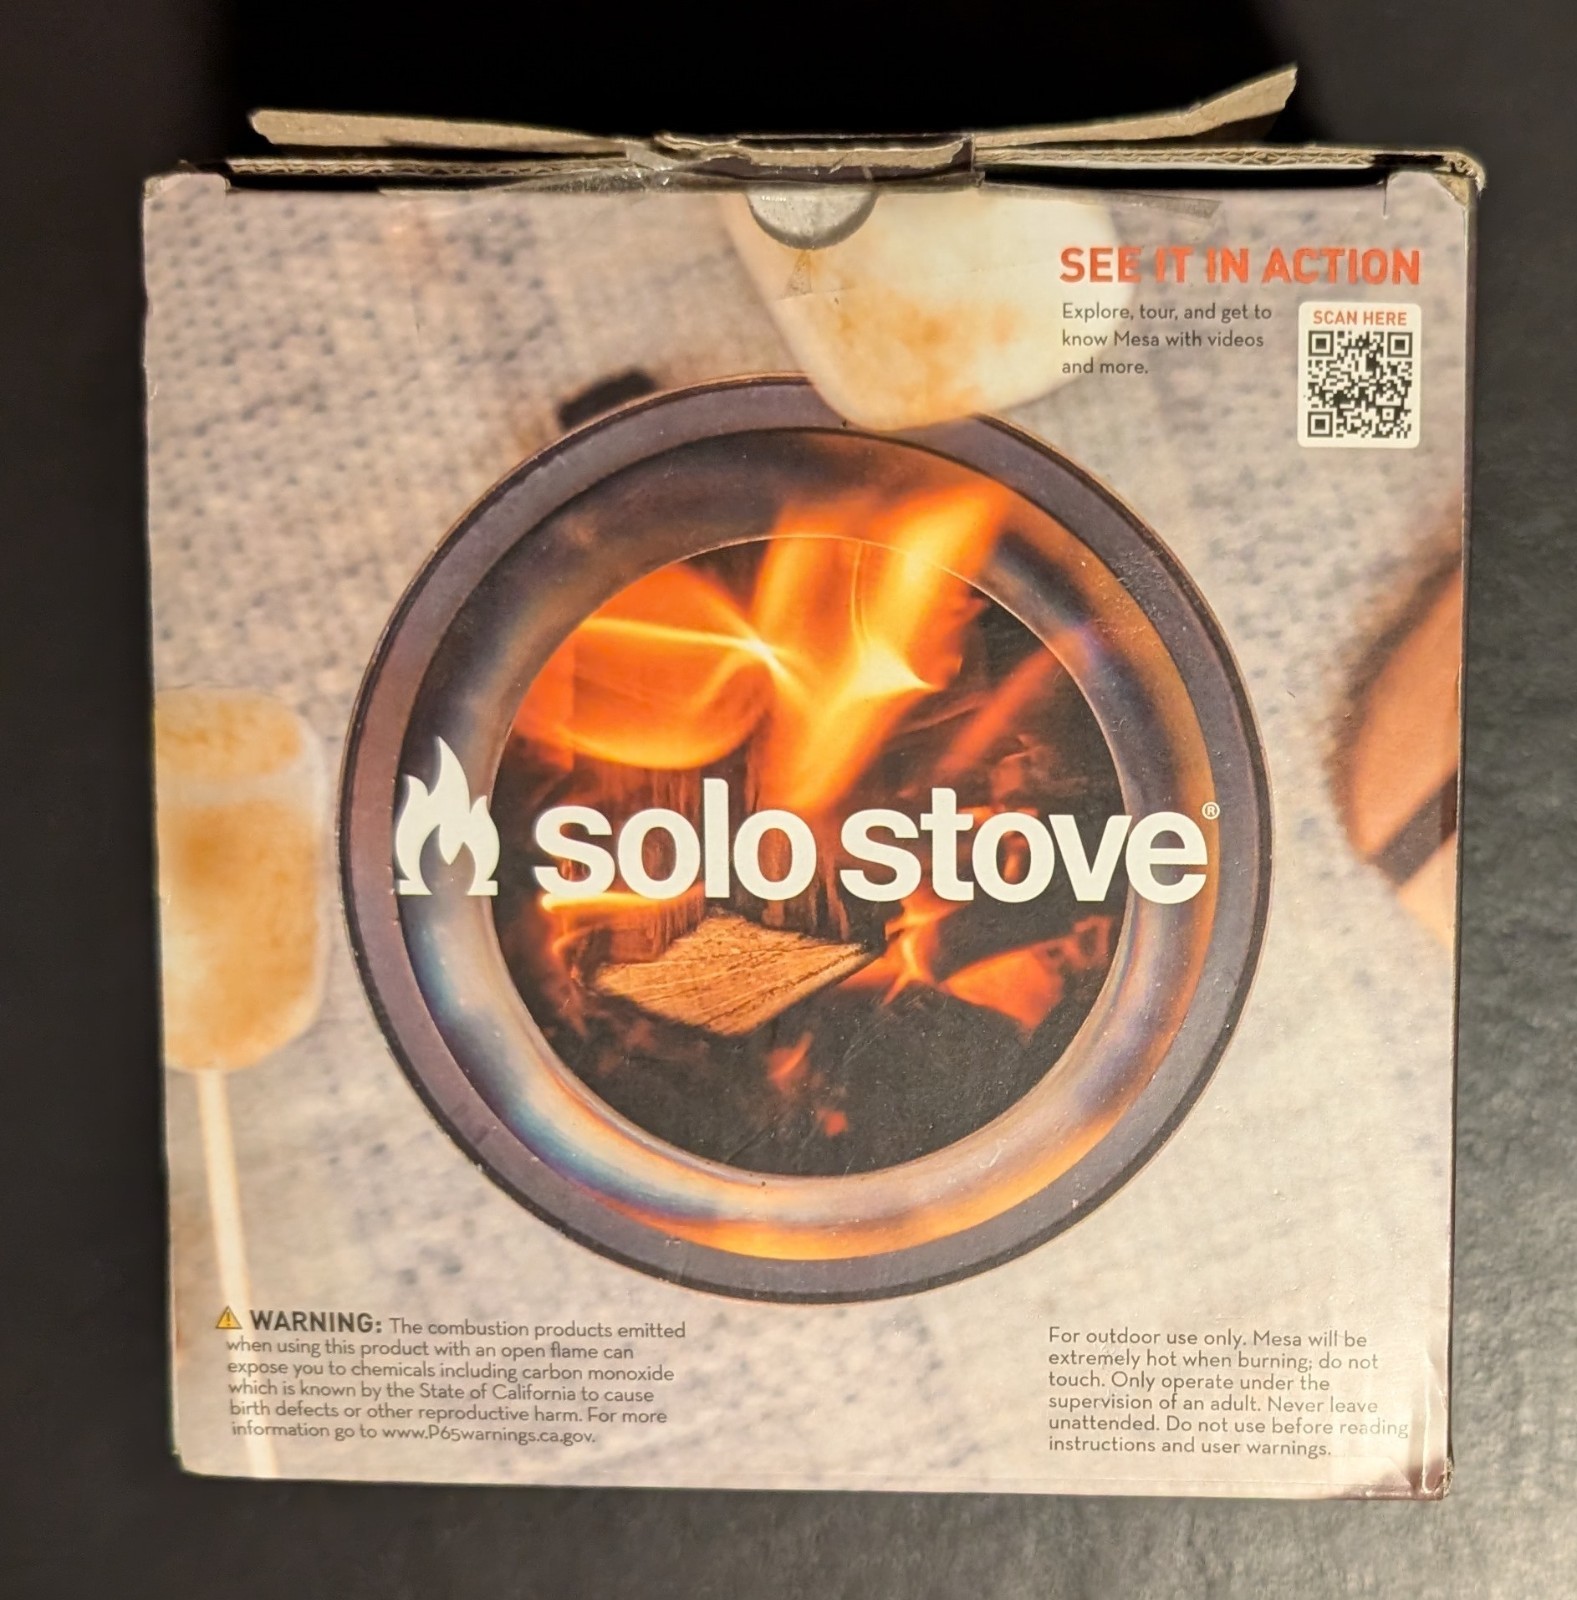 SEE IT IN ACTION
Explore, tour, and get to
know Mesa with videos
and more.
SCAN HERE
solo stove®
⚠ WARNING: The combustion products emitted
when using this product with an open flame can
expose you to chemicals including carbon monoxide
which is known by the State of California to cause
birth defects or other reproductive harm. For more
information go to www.P65warnings.ca.gov.
For outdoor use only. Mesa will be
extremely hot when burning; do not
touch. Only operate under the
supervision of an adult. Never leave
unattended. Do not use before reading
instructions and user warnings.